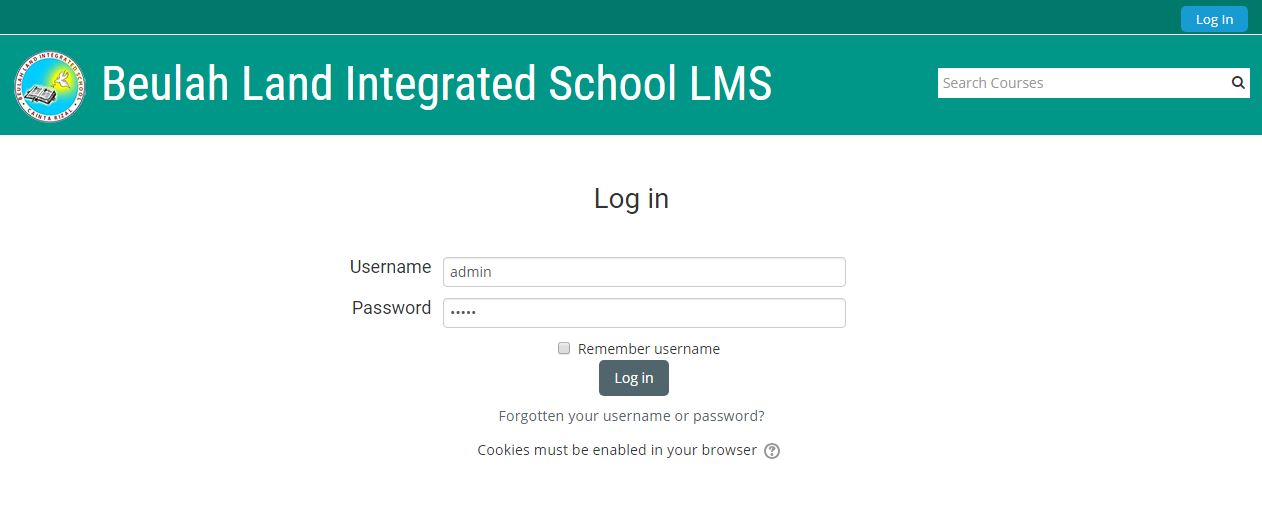 Log In
BEULAH LAND INTEGRATED SCHOOL
CAINTA RIZAL
Beulah Land Integrated School LMS
Search Courses
Log in
Username admin
Password •••••
Remember username
Log in
Forgotten your username or password?
Cookies must be enabled in your browser ?